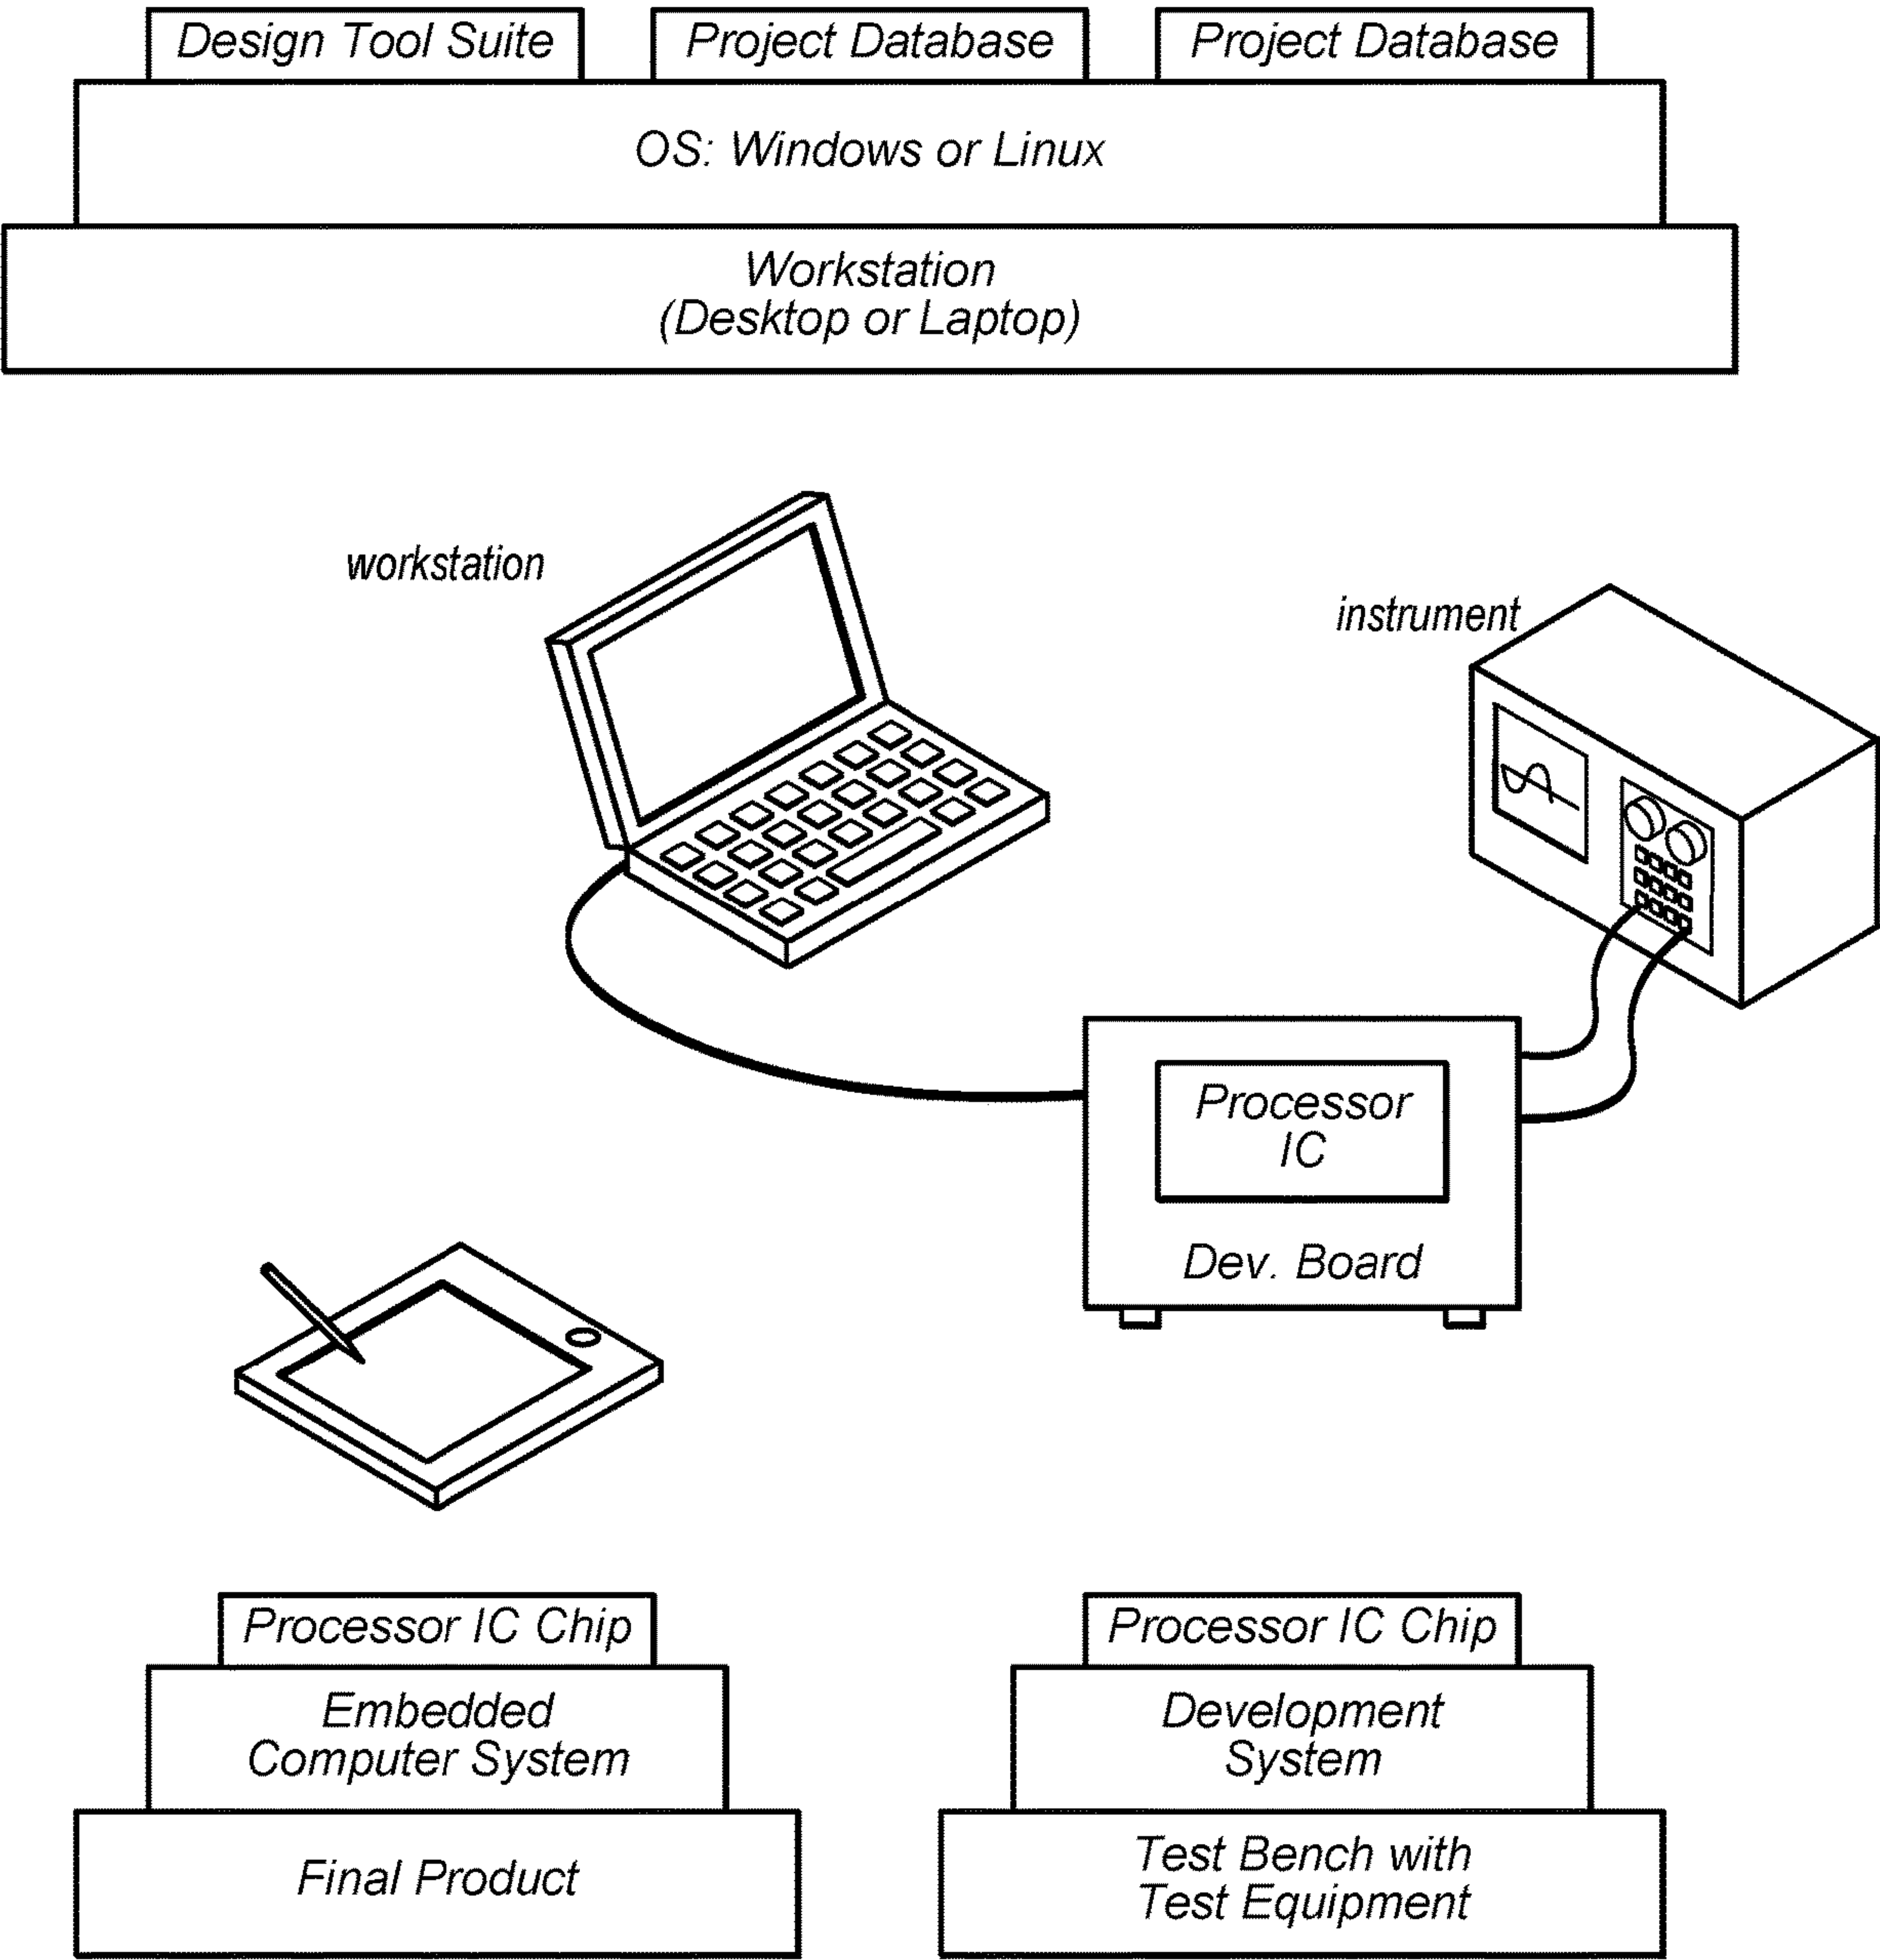 Design Tool Suite
Project Database
Project Database
OS: Windows or Linux
Workstation
(Desktop or Laptop)
workstation
instrument
Processor
IC
Dev. Board
Processor IC Chip
Embedded
Computer System
Final Product
Processor IC Chip
Development
System
Test Bench with
Test Equipment